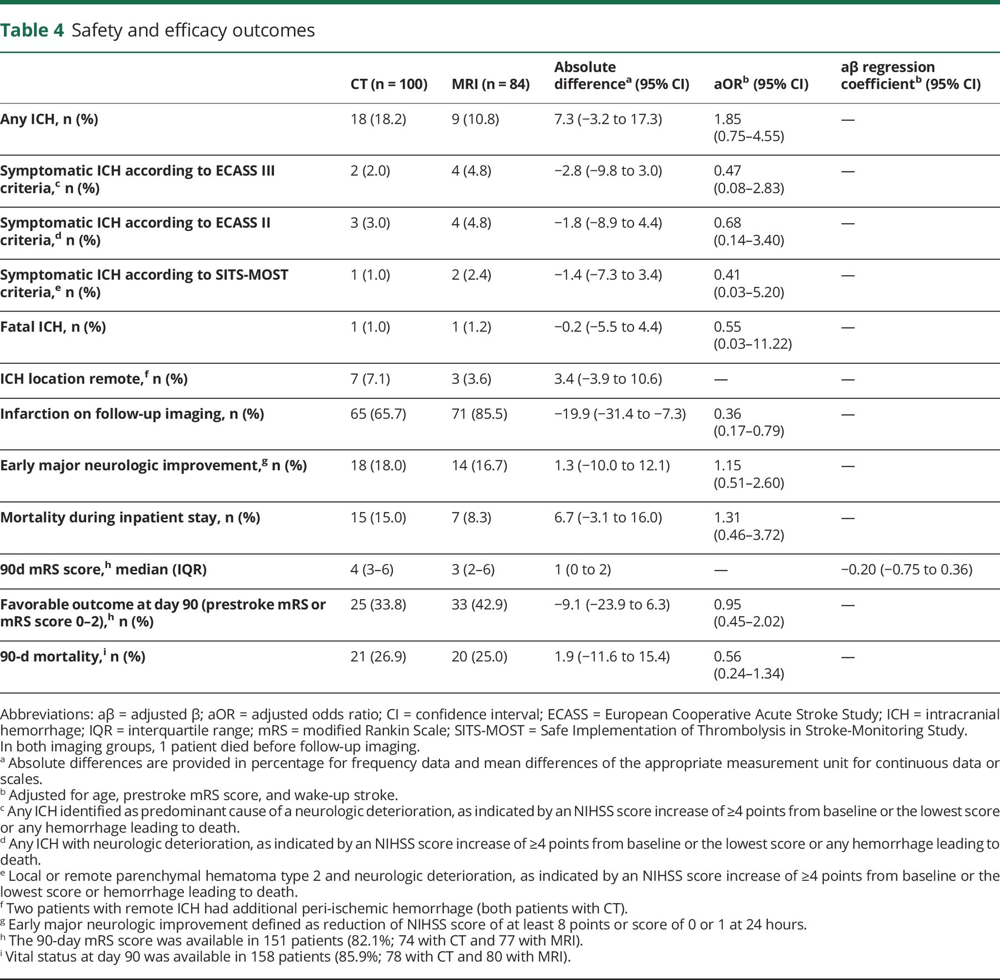 Table 4 Safety and efficacy outcomes
CT (n = 100) MRI (n = 84) Absolute differenceᵃ (95% CI) aORᵇ (95% CI) aβ regression coefficientᵇ (95% CI)
Any ICH, n (%) 18 (18.2) 9 (10.8) 7.3 (−3.2 to 17.3) 1.85 (0.75–4.55) —
Symptomatic ICH according to ECASS III criteria,ᶜ n (%) 2 (2.0) 4 (4.8) −2.8 (−9.8 to 3.0) 0.47 (0.08–2.83) —
Symptomatic ICH according to ECASS II criteria,ᵈ n (%) 3 (3.0) 4 (4.8) −1.8 (−8.9 to 4.4) 0.68 (0.14–3.40) —
Symptomatic ICH according to SITS-MOST criteria,ᵉ n (%) 1 (1.0) 2 (2.4) −1.4 (−7.3 to 3.4) 0.41 (0.03–5.20) —
Fatal ICH, n (%) 1 (1.0) 1 (1.2) −0.2 (−5.5 to 4.4) 0.55 (0.03–11.22) —
ICH location remote,ᶠ n (%) 7 (7.1) 3 (3.6) 3.4 (−3.9 to 10.6) — —
Infarction on follow-up imaging, n (%) 65 (65.7) 71 (85.5) −19.9 (−31.4 to −7.3) 0.36 (0.17–0.79) —
Early major neurologic improvement,ᵍ n (%) 18 (18.0) 14 (16.7) 1.3 (−10.0 to 12.1) 1.15 (0.51–2.60) —
Mortality during inpatient stay, n (%) 15 (15.0) 7 (8.3) 6.7 (−3.1 to 16.0) 1.31 (0.46–3.72) —
90d mRS score,ʰ median (IQR) 4 (3–6) 3 (2–6) 1 (0 to 2) — −0.20 (−0.75 to 0.36)
Favorable outcome at day 90 (prestroke mRS or mRS score 0–2),ʰ n (%) 25 (33.8) 33 (42.9) −9.1 (−23.9 to 6.3) 0.95 (0.45–2.02) —
90-d mortality,ⁱ n (%) 21 (26.9) 20 (25.0) 1.9 (−11.6 to 15.4) 0.56 (0.24–1.34) —
Abbreviations: aβ = adjusted β; aOR = adjusted odds ratio; CI = confidence interval; ECASS = European Cooperative Acute Stroke Study; ICH = intracranial
hemorrhage; IQR = interquartile range; mRS = modified Rankin Scale; SITS-MOST = Safe Implementation of Thrombolysis in Stroke-Monitoring Study.
In both imaging groups, 1 patient died before follow-up imaging.
ᵃ Absolute differences are provided in percentage for frequency data and mean differences of the appropriate measurement unit for continuous data or
scales.
ᵇ Adjusted for age, prestroke mRS score, and wake-up stroke.
ᶜ Any ICH identified as predominant cause of a neurologic deterioration, as indicated by an NIHSS score increase of ≥4 points from baseline or the lowest score
or any hemorrhage leading to death.
ᵈ Any ICH with neurologic deterioration, as indicated by an NIHSS score increase of ≥4 points from baseline or the lowest score or any hemorrhage leading to
death.
ᵉ Local or remote parenchymal hematoma type 2 and neurologic deterioration, as indicated by an NIHSS score increase of ≥4 points from baseline or the
lowest score or hemorrhage leading to death.
ᶠ Two patients with remote ICH had additional peri-ischemic hemorrhage (both patients with CT).
ᵍ Early major neurologic improvement defined as reduction of NIHSS score of at least 8 points or score of 0 or 1 at 24 hours.
ʰ The 90-day mRS score was available in 151 patients (82.1%; 74 with CT and 77 with MRI).
ⁱ Vital status at day 90 was available in 158 patients (85.9%; 78 with CT and 80 with MRI).